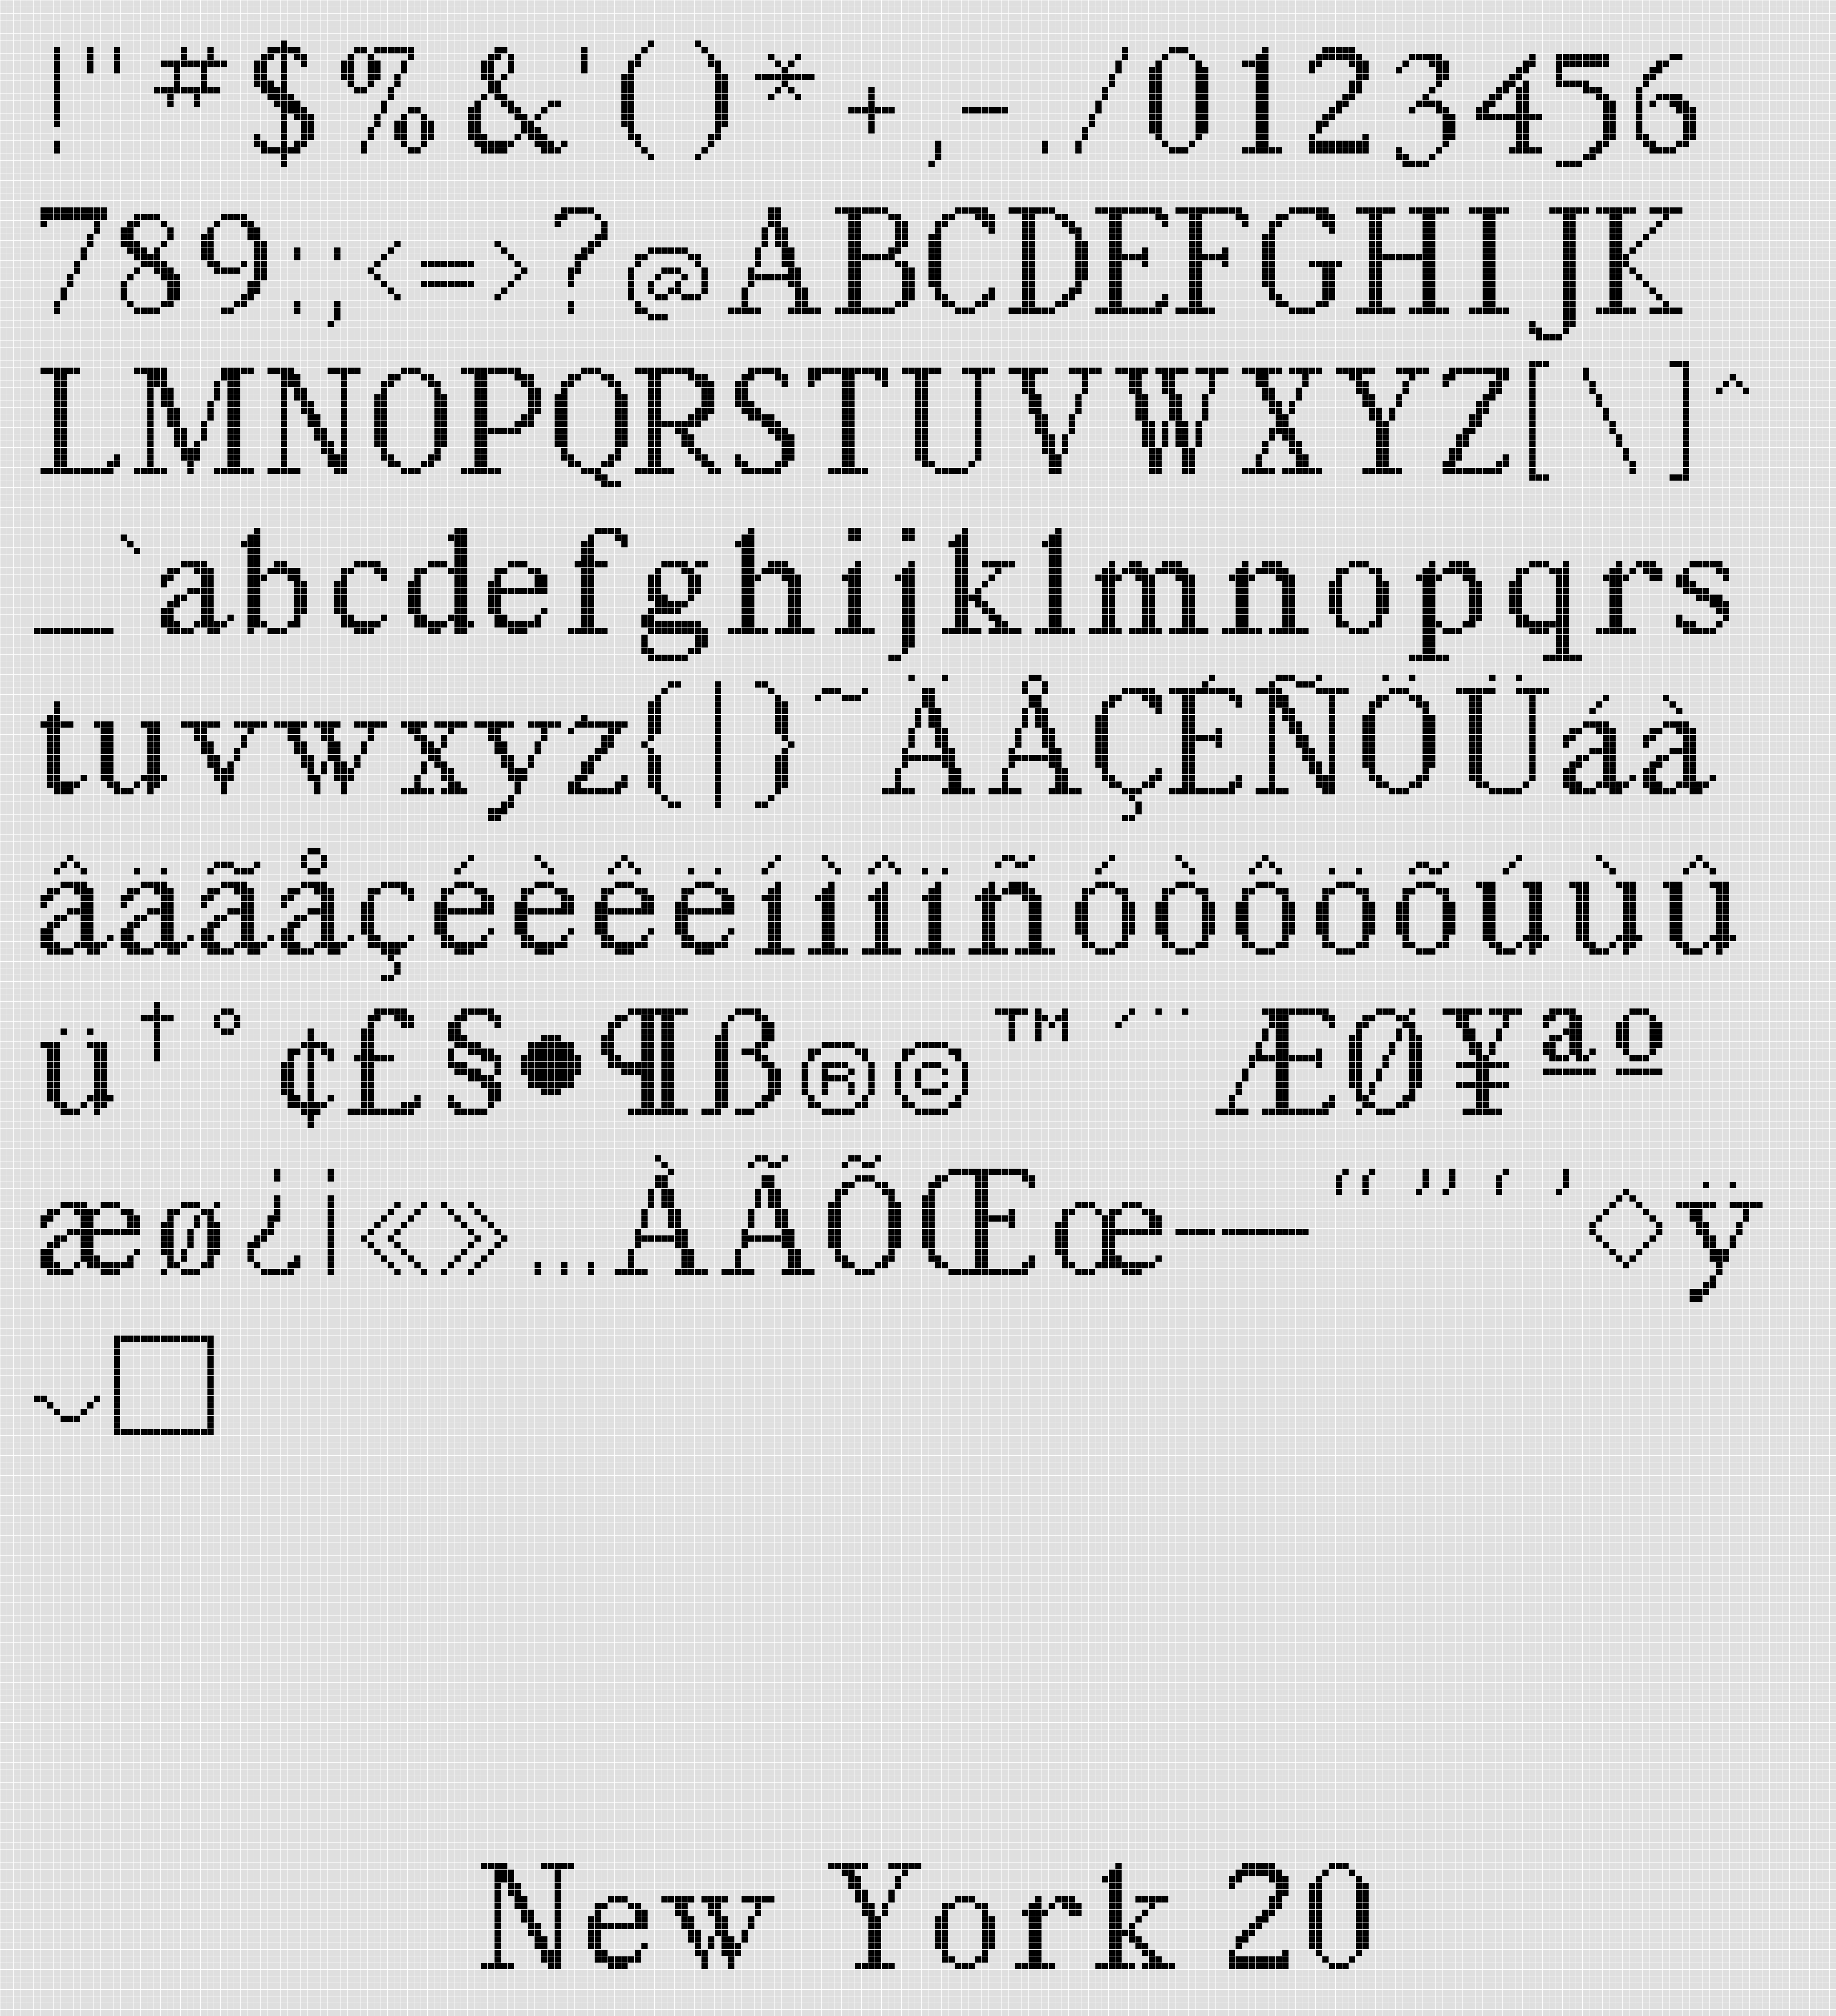 !"#$%&'()*+,-./0123456
789:;<=>?@ABCDEFGHIJK
LMNOPQRSTUVWXYZ[\]^
_`abcdefghijklmnopqrs
tuvwxyz{|}~ÄÅÇÉÑÖÜáà
âäãåçéèêëíìîïñóòôöõúùû
ü†°¢£§•¶ß®©™´¨ÆØ¥ªº
æø¿¡«»…ÀÃÕŒœ–—“”‘’◊ÿ
New York 20